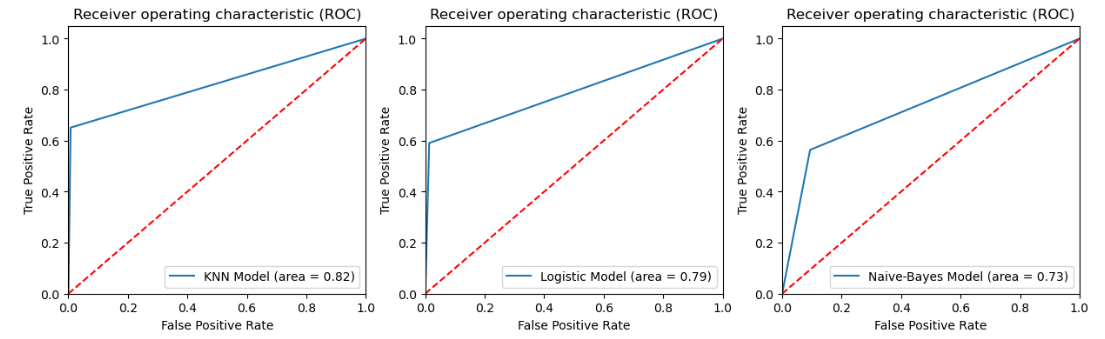 Receiver operating characteristic (ROC)
1.0
0.8
0.6
0.4
0.2
0.0
True Positive Rate
KNN Model (area = 0.82)
0.0 0.2 0.4 0.6 0.8 1.0
False Positive Rate
Receiver operating characteristic (ROC)
1.0
0.8
0.6
0.4
0.2
0.0
True Positive Rate
Logistic Model (area = 0.79)
0.0 0.2 0.4 0.6 0.8 1.0
False Positive Rate
Receiver operating characteristic (ROC)
1.0
0.8
0.6
0.4
0.2
0.0
True Positive Rate
Naive-Bayes Model (area = 0.73)
0.0 0.2 0.4 0.6 0.8 1.0
False Positive Rate